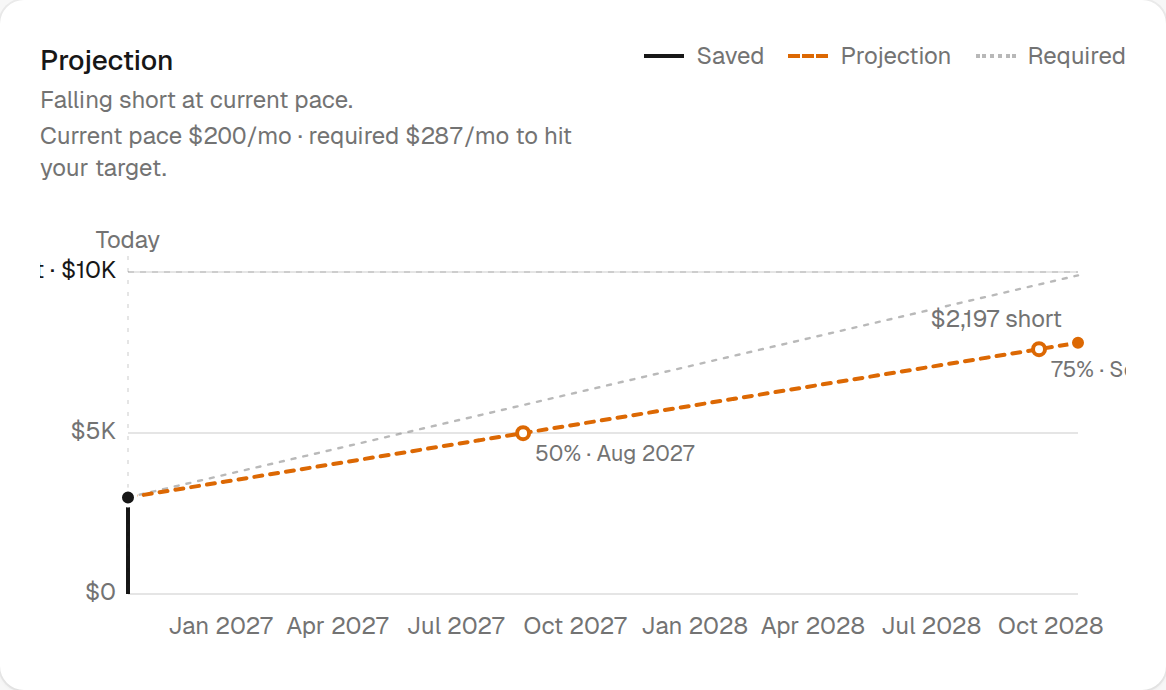 Projection
Saved
Projection
Required
Falling short at current pace.
Current pace $200/mo · required $287/mo to hit
your target.
Today
· $10K
$2,197 short
75% ·
$5K
50% · Aug 2027
$0
Jan 2027
Apr 2027
Jul 2027
Oct 2027
Jan 2028
Apr 2028
Jul 2028
Oct 2028